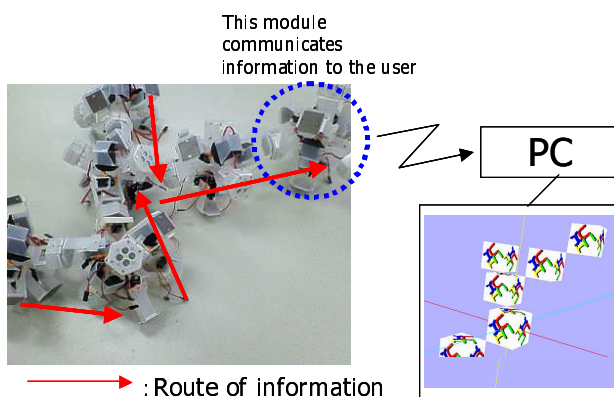 This module
communicates
information to the user
PC
: Route of information